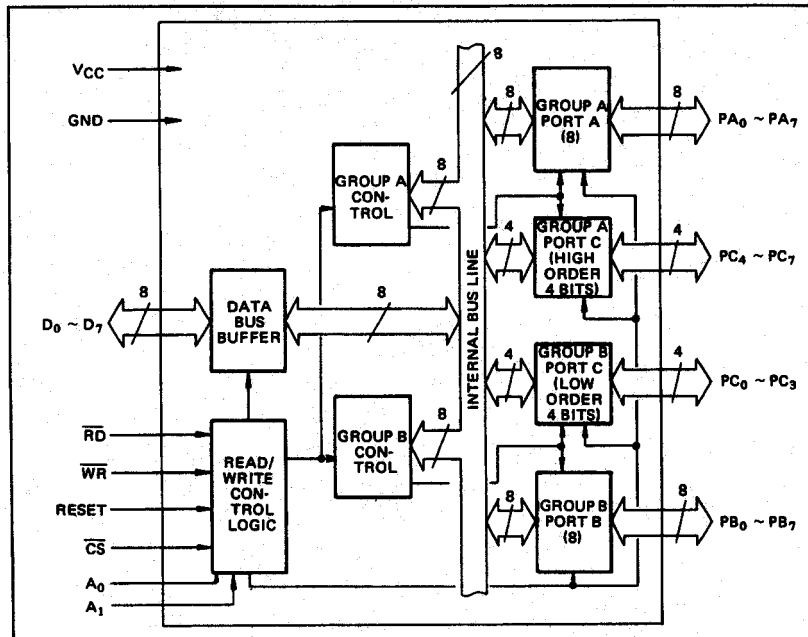 VCC
GND
D0 ~ D7
R̅D̅
W̅R̅
RESET
C̅S̅
A0
A1
8
DATA
BUS
BUFFER
READ/
WRITE
CON-
TROL
LOGIC
GROUP A
CON-
TROL
8
8
GROUP B
CON-
TROL
8
8
INTERNAL BUS LINE
8
GROUP A
PORT A
(8)
8
PA0 ~ PA7
4
GROUP A
PORT C
(HIGH
ORDER
4 BITS)
4
PC4 ~ PC7
4
GROUP B
PORT C
(LOW
ORDER
4 BITS)
4
PC0 ~ PC3
8
GROUP B
PORT B
(8)
8
PB0 ~ PB7